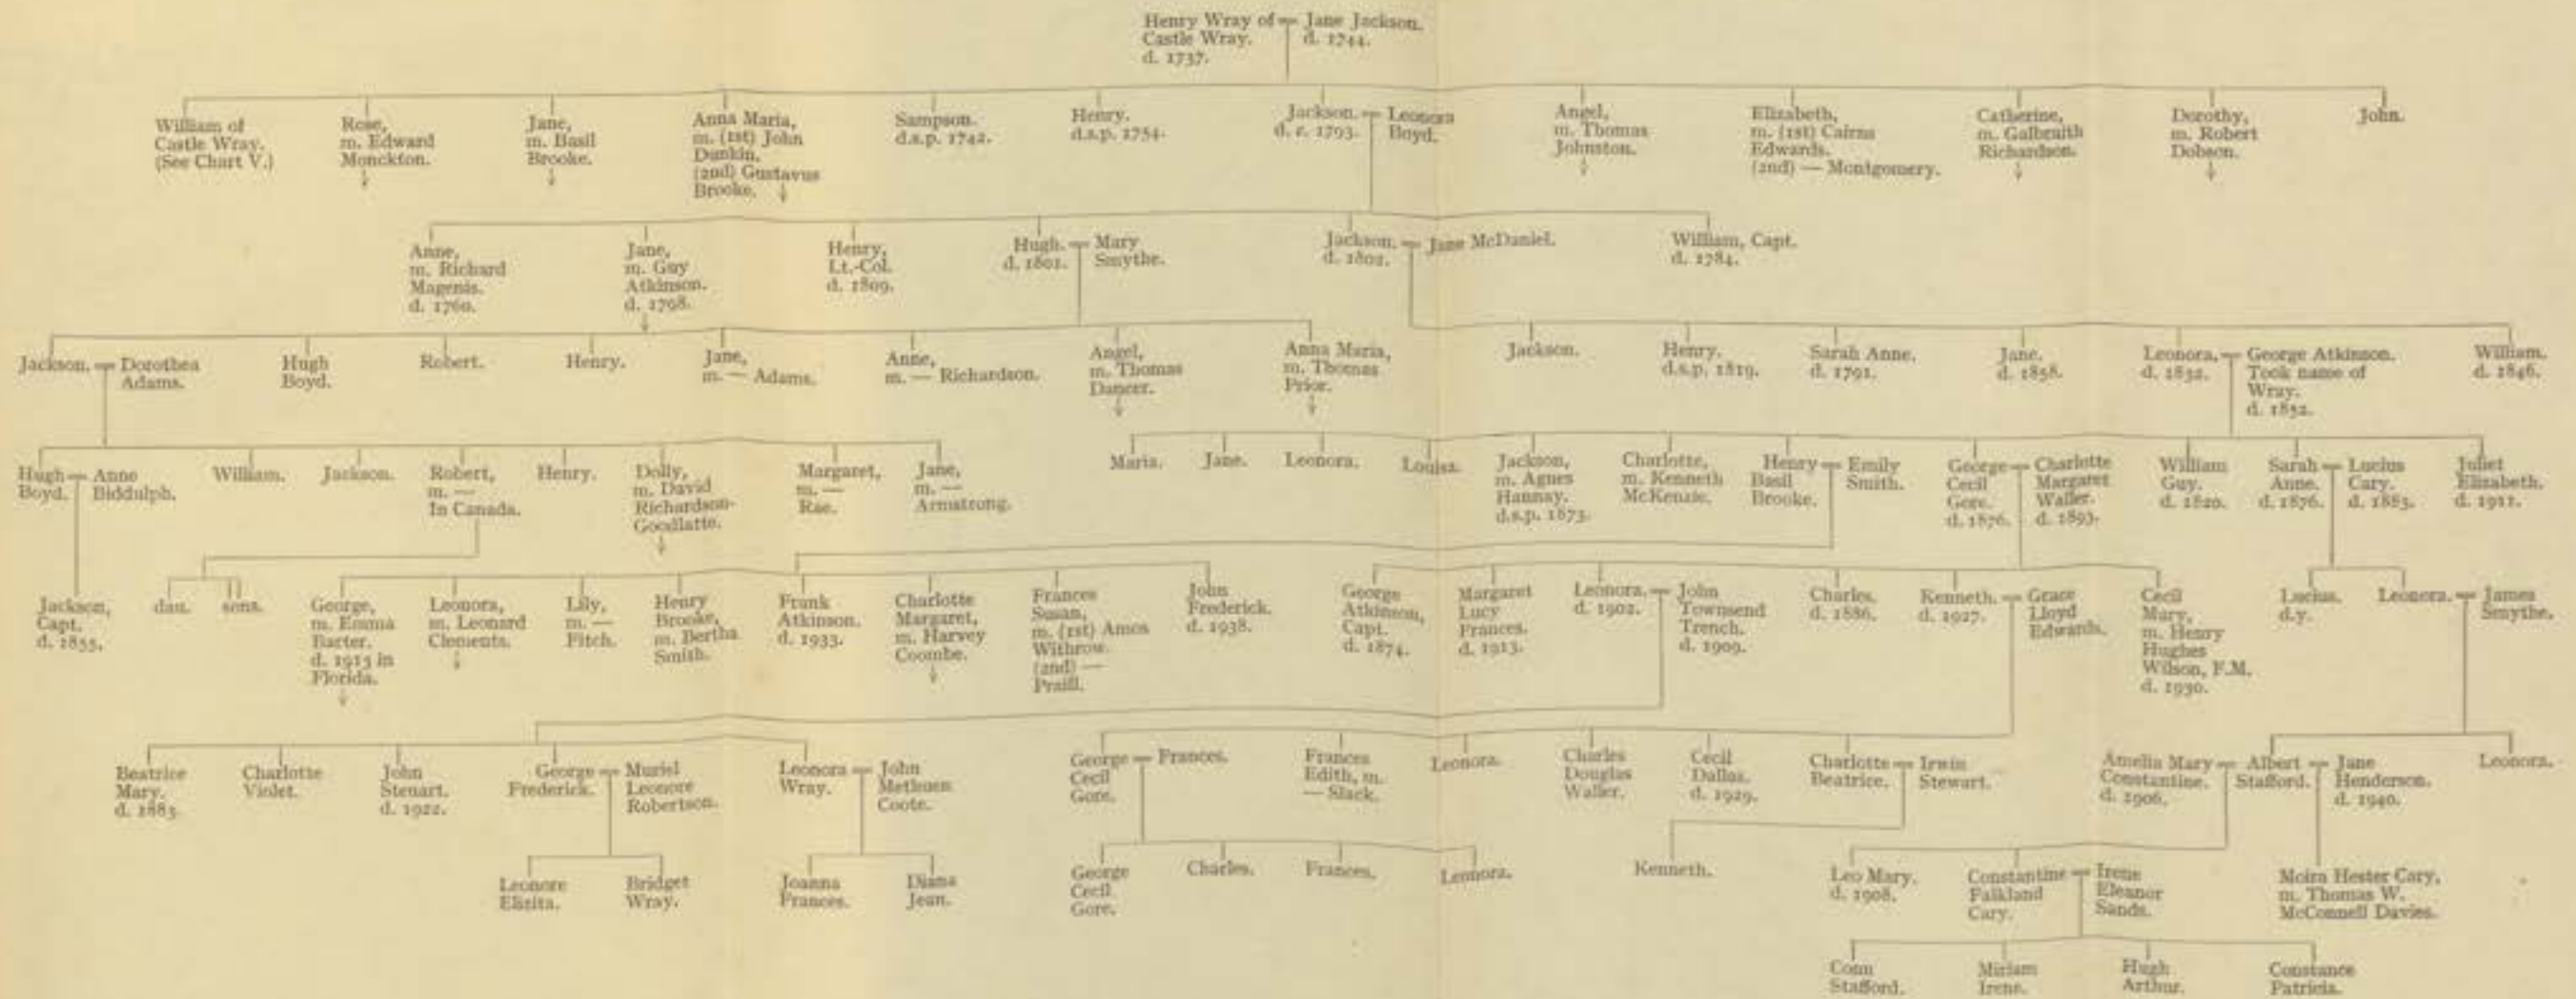 Henry Wray of
Castle Wray.
d. 1737.
Jane Jackson.
d. 1744.
William of
Castle Wray.
(See Chart V.)
Rose,
m. Edward
Monckton.
Jane,
m. Basil
Brooke.
Anna Maria,
m. (1st) John
Dunkin,
(2nd) Gustavus
Brooke.
Sampson.
d.s.p. 1742.
Henry.
d.s.p. 1754.
Jackson.
d. c. 1793.
Leonora
Boyd.
Angel,
m. Thomas
Johnston.
Elizabeth,
m. (1st) Cairns
Edwards.
(2nd) — Montgomery.
Catherine,
m. Galbraith
Richardson.
Dorothy,
m. Robert
Dobson.
John.
Anne,
m. Richard
Magenis.
d. 1760.
Jane,
m. Guy
Atkinson.
d. 1798.
Henry,
Lt.-Col.
d. 1809.
Hugh.
d. 1801.
Mary
Smythe.
Jackson.
d. 1802.
Jane McDaniel.
William, Capt.
d. 1784.
Jackson.
Dorothea
Adams.
Hugh
Boyd.
Robert.
Henry.
Jane,
m. — Adams.
Anne,
m. — Richardson.
Angel,
m. Thomas
Dancer.
Anna Maria,
m. Thomas
Prior.
Jackson.
Henry.
d.s.p. 1819.
Sarah Anne.
d. 1791.
Jane.
d. 1858.
Leonora,
d. 1832.
George Atkinson.
Took name of
Wray.
d. 1852.
William.
d. 1846.
Hugh
Boyd.
Anne
Biddulph.
William.
Jackson.
Robert,
m. —
In Canada.
Henry.
Dolly,
m. David
Richardson-
Goodlatte.
Margaret,
m. —
Rae.
Jane,
m. —
Armstrong.
Maria.
Jane.
Leonora.
Louisa.
Jackson,
m. Agnes
Hannay.
d.s.p. 1873.
Charlotte,
m. Kenneth
McKenzie.
Henry
Basil
Brooke.
Emily
Smith.
George
Cecil
Gore.
d. 1876.
Charlotte
Margaret
Waller.
d. 1893.
William
Guy.
d. 1820.
Sarah
Anne.
d. 1876.
Lucius
Cary.
d. 1883.
Juliet
Elizabeth.
d. 1911.
Jackson,
Capt.
d. 1855.
dau.
sons.
George,
m. Emma
Barter.
d. 1913 in
Florida.
Leonora,
m. Leonard
Clements.
Lily,
m. —
Fitch.
Henry
Brooke,
m. Bertha
Smith.
Frank
Atkinson.
d. 1933.
Charlotte
Margaret,
m. Harvey
Coombe.
Frances
Susan,
m. (1st) Amos
Withrow.
(2nd) —
Praill.
John
Frederick.
d. 1938.
George
Atkinson,
Capt.
d. 1874.
Margaret
Lucy
Frances.
d. 1913.
Leonora.
d. 1902.
John
Townsend
Trench.
d. 1909.
Charles.
d. 1886.
Kenneth.
d. 1927.
Grace
Lloyd
Edwards.
Cecil
Mary,
m. Henry
Hughes
Wilson, F.M.
d. 1930.
Lucius.
d.y.
Leonora.
James
Smythe.
Beatrice
Mary.
d. 1883.
Charlotte
Violet.
John
Steuart.
d. 1922.
George
Frederick.
Muriel
Leonore
Robertson.
Leonora
Wray.
John
Methuen
Coote.
George
Cecil
Gore.
Frances.
Frances
Edith, m.
— Slack.
Leonora.
Charles
Douglas
Waller.
Cecil
Dallas.
d. 1929.
Charlotte
Beatrice.
Irwin
Stewart.
Amelia Mary
Constantine.
d. 1906.
Albert
Stafford.
Jane
Henderson.
d. 1940.
Leonora.
Leonore
Elizita.
Bridget
Wray.
Joanna
Frances.
Diana
Jean.
George
Cecil
Gore.
Charles.
Frances.
Leonora.
Kenneth.
Leo Mary.
d. 1908.
Constantine
Falkland
Cary.
Irene
Eleanor
Sands.
Moira Hester Cary,
m. Thomas W.
McConnell Davies.
Conn
Stafford.
Miriam
Irene.
Hugh
Arthur.
Constance
Patricia.